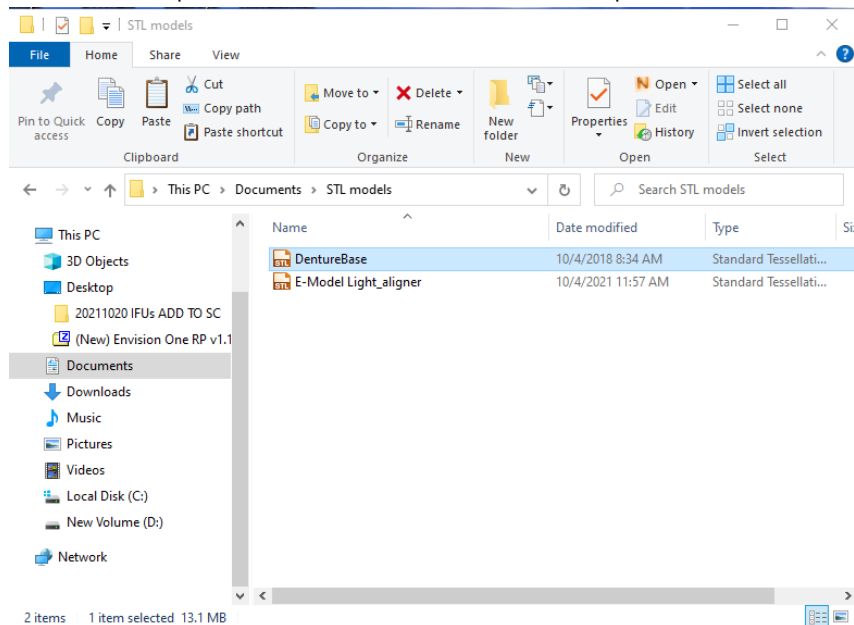 STL models
File Home Share View
Pin to Quick access
Copy
Paste
Cut
Copy path
Paste shortcut
Clipboard
Move to
Copy to
Delete
Rename
Organize
New folder
New
Properties
Open
Edit
History
Open
Select all
Select none
Invert selection
Select
This PC > Documents > STL models
Search STL models
This PC
3D Objects
Desktop
20211020 IFUs ADD TO SC
(New) Envision One RP v1.1
Documents
Downloads
Music
Pictures
Videos
Local Disk (C:)
New Volume (D:)
Network
Name Date modified Type Si
STL DentureBase 10/4/2018 8:34 AM Standard Tessellati...
STL E-Model Light_aligner 10/4/2021 11:57 AM Standard Tessellati...
2 items 1 item selected 13.1 MB